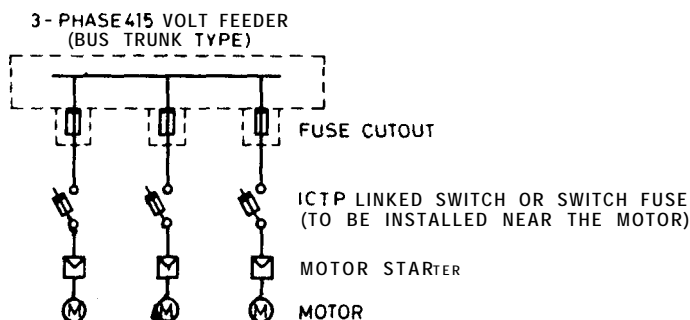 3-PHASE 415 VOLT FEEDER
(BUS TRUNK TYPE)
FUSE CUTOUT
ICTP LINKED SWITCH OR SWITCH FUSE
(TO BE INSTALLED NEAR THE MOTOR)
MOTOR STARTER
M M M MOTOR